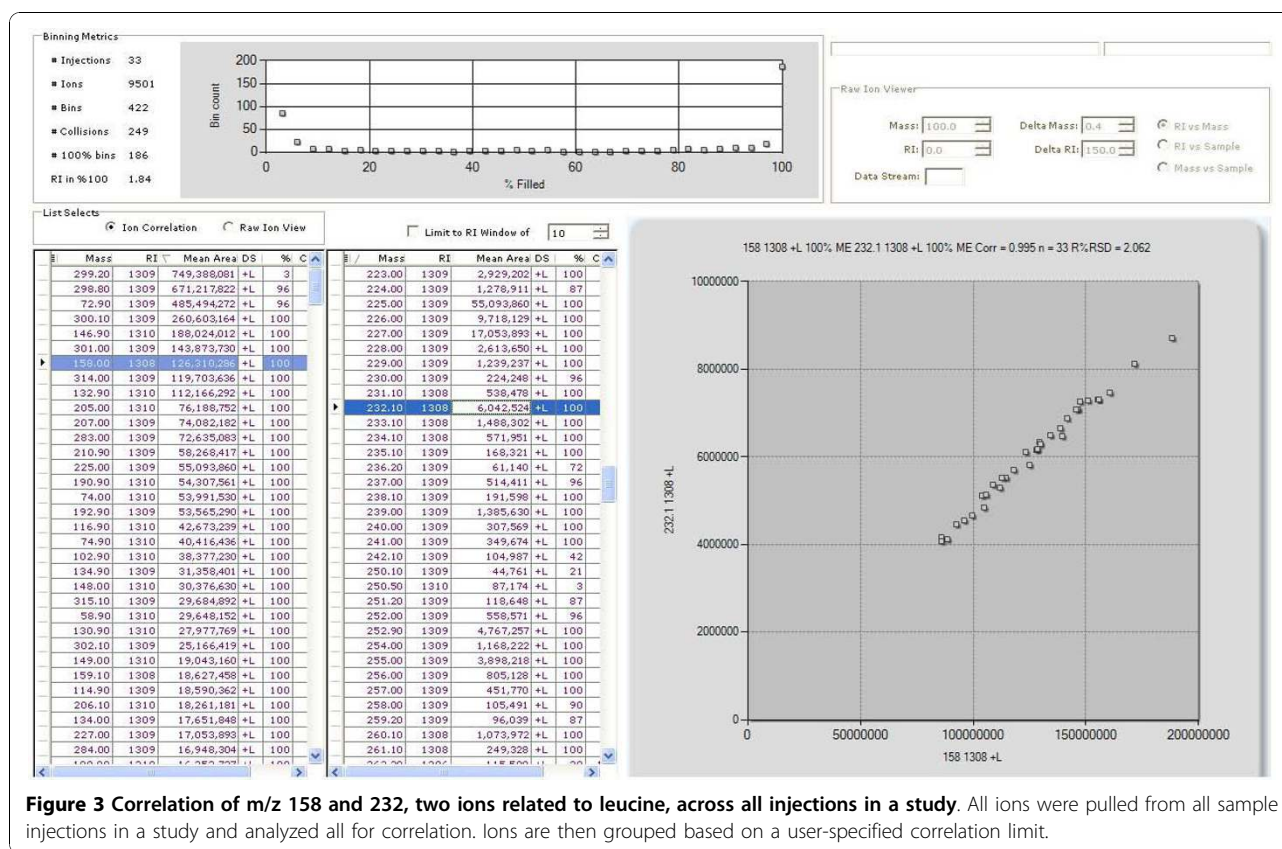 Binning Metrics
# Injections 33
# Ions 9501
# Bins 422
# Collisions 249
# 100% bins 186
RI in %100 1.84
Bin count
200
150
100
50
0
0 20 40 60 80 100
% Filled
Raw Ion Viewer
Mass: 100.0 Delta Mass: 0.4 RI vs Mass
RI: 0.0 Delta RI: 150.0 RI vs Sample
Data Stream: Mass vs Sample
List Selects
Ion Correlation Raw Ion View
Limit to RI Window of 10
Mass RI Mean Area DS % C
299.20 1309 749,388,081 +L 3
298.80 1309 671,217,822 +L 96
72.90 1309 485,494,272 +L 96
300.10 1309 260,603,164 +L 100
146.90 1310 188,024,012 +L 100
301.00 1309 143,873,730 +L 100
158.00 1308 126,310,286 +L 100
314.00 1309 119,703,636 +L 100
132.90 1310 112,166,292 +L 100
205.00 1310 76,188,752 +L 100
207.00 1309 74,082,182 +L 100
283.00 1309 72,635,083 +L 100
210.90 1309 58,268,417 +L 100
225.00 1309 55,093,860 +L 100
190.90 1310 54,307,561 +L 100
74.00 1310 53,991,530 +L 100
192.90 1309 53,565,290 +L 100
116.90 1310 42,673,239 +L 100
74.90 1310 40,416,436 +L 100
102.90 1309 38,377,230 +L 100
134.90 1309 31,358,401 +L 100
148.00 1310 30,376,630 +L 100
315.10 1309 29,684,892 +L 100
58.90 1310 29,648,152 +L 100
130.90 1310 27,977,769 +L 100
302.10 1309 25,166,419 +L 100
149.00 1310 19,043,160 +L 100
159.10 1308 18,627,458 +L 100
114.90 1309 18,590,362 +L 100
206.10 1310 18,261,181 +L 100
134.00 1309 17,651,848 +L 100
227.00 1309 17,053,893 +L 100
284.00 1309 16,948,304 +L 100
Mass RI Mean Area DS % C
223.00 1309 2,929,202 +L 100
224.00 1309 1,278,911 +L 87
225.00 1309 55,093,860 +L 100
226.00 1309 9,718,129 +L 100
227.00 1309 17,053,893 +L 100
228.00 1309 2,613,650 +L 100
229.00 1309 1,239,237 +L 100
230.00 1309 224,248 +L 96
231.10 1308 538,478 +L 100
232.10 1308 6,042,524 +L 100
233.10 1308 1,488,302 +L 100
234.10 1308 571,951 +L 100
235.10 1309 168,321 +L 100
236.20 1309 61,140 +L 72
237.00 1309 514,411 +L 96
238.10 1309 191,598 +L 100
239.00 1309 1,385,630 +L 100
240.00 1309 307,569 +L 100
241.00 1309 349,674 +L 100
242.10 1309 104,987 +L 42
250.10 1309 44,761 +L 21
250.50 1310 87,174 +L 3
251.20 1309 118,648 +L 87
252.00 1309 558,571 +L 96
252.90 1309 4,767,257 +L 100
254.00 1309 1,168,222 +L 100
255.00 1309 3,898,218 +L 100
256.00 1309 805,128 +L 100
257.00 1309 451,770 +L 100
258.00 1309 105,491 +L 90
259.20 1309 96,039 +L 87
260.10 1308 1,073,972 +L 100
261.10 1308 249,328 +L 100
158 1308 +L 100% ME 232.1 1308 +L 100% ME Corr = 0.995 n = 33 R%RSD = 2.062
10000000
8000000
6000000
4000000
2000000
0
232.1 1308 +L
0 50000000 100000000 150000000 200000000
158 1308 +L
Figure 3 Correlation of m/z 158 and 232, two ions related to leucine, across all injections in a study. All ions were pulled from all sample
injections in a study and analyzed all for correlation. Ions are then grouped based on a user-specified correlation limit.